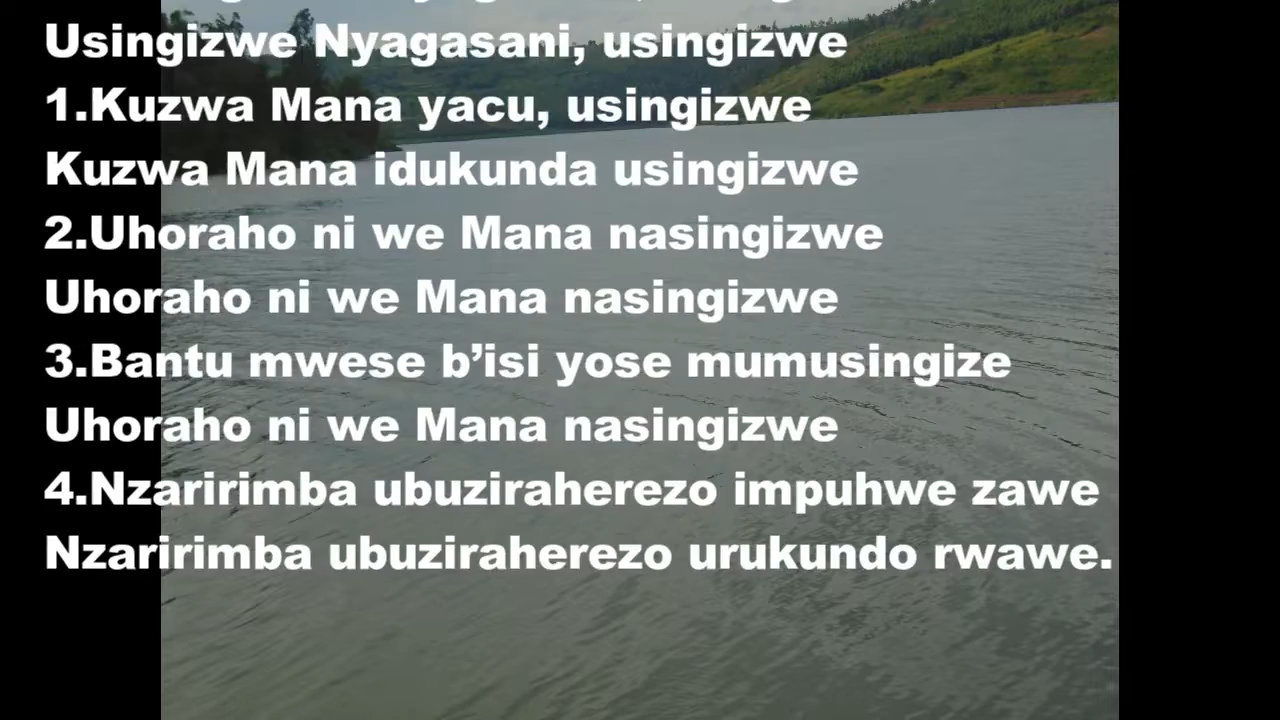 Usingizwe Nyagasani, usingizwe
1.Kuzwa Mana yacu, usingizwe
Kuzwa Mana idukunda usingizwe
2.Uhoraho ni we Mana nasingizwe
Uhoraho ni we Mana nasingizwe
3.Bantu mwese b’isi yose mumusingize
Uhoraho ni we Mana nasingizwe
4.Nzaririmba ubuziraherezo impuhwe zawe
Nzaririmba ubuziraherezo urukundo rwawe.